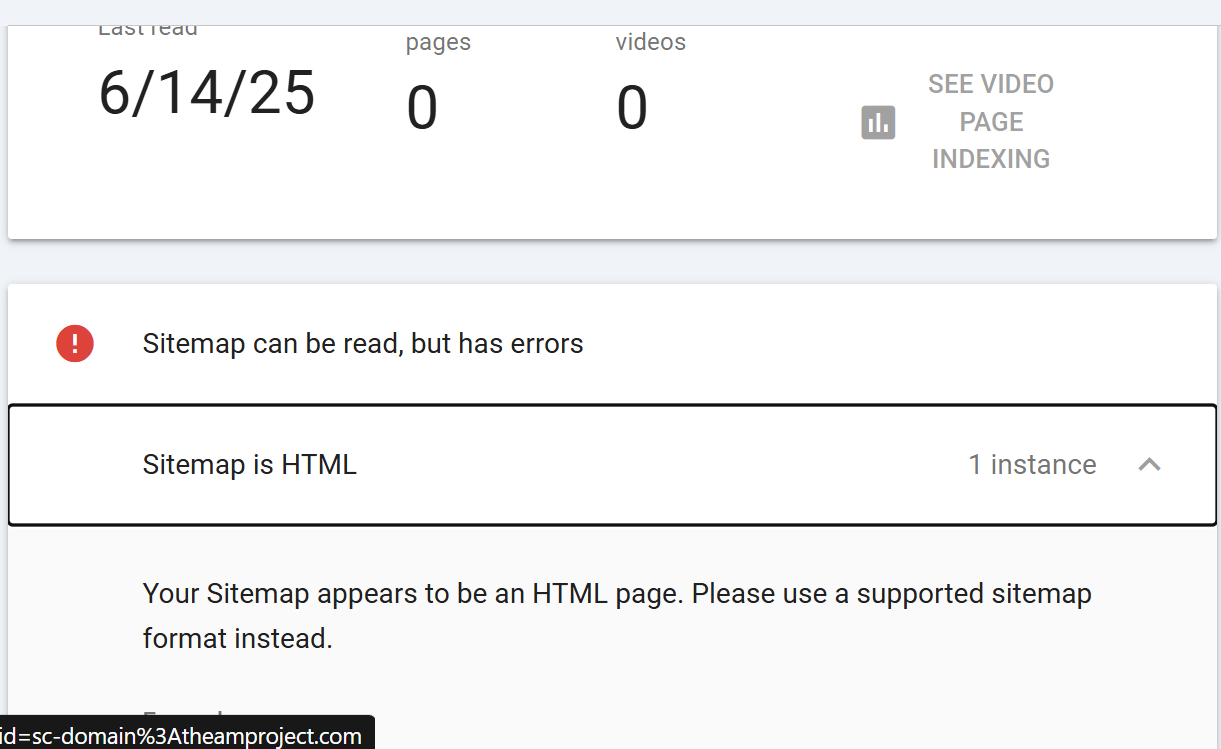 Last read
pages
videos
6/14/25
0
0
SEE VIDEO
PAGE
INDEXING
Sitemap can be read, but has errors
Sitemap is HTML
1 instance
Your Sitemap appears to be an HTML page. Please use a supported sitemap
format instead.
id=sc-domain%3Atheamproject.com